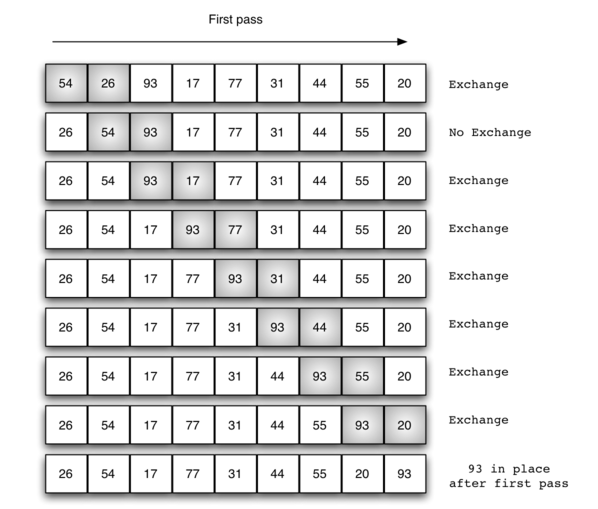 First pass
54 26 93 17 77 31 44 55 20 Exchange
26 54 93 17 77 31 44 55 20 No Exchange
26 54 93 17 77 31 44 55 20 Exchange
26 54 17 93 77 31 44 55 20 Exchange
26 54 17 77 93 31 44 55 20 Exchange
26 54 17 77 31 93 44 55 20 Exchange
26 54 17 77 31 44 93 55 20 Exchange
26 54 17 77 31 44 55 93 20 Exchange
26 54 17 77 31 44 55 20 93 93 in place
after first pass